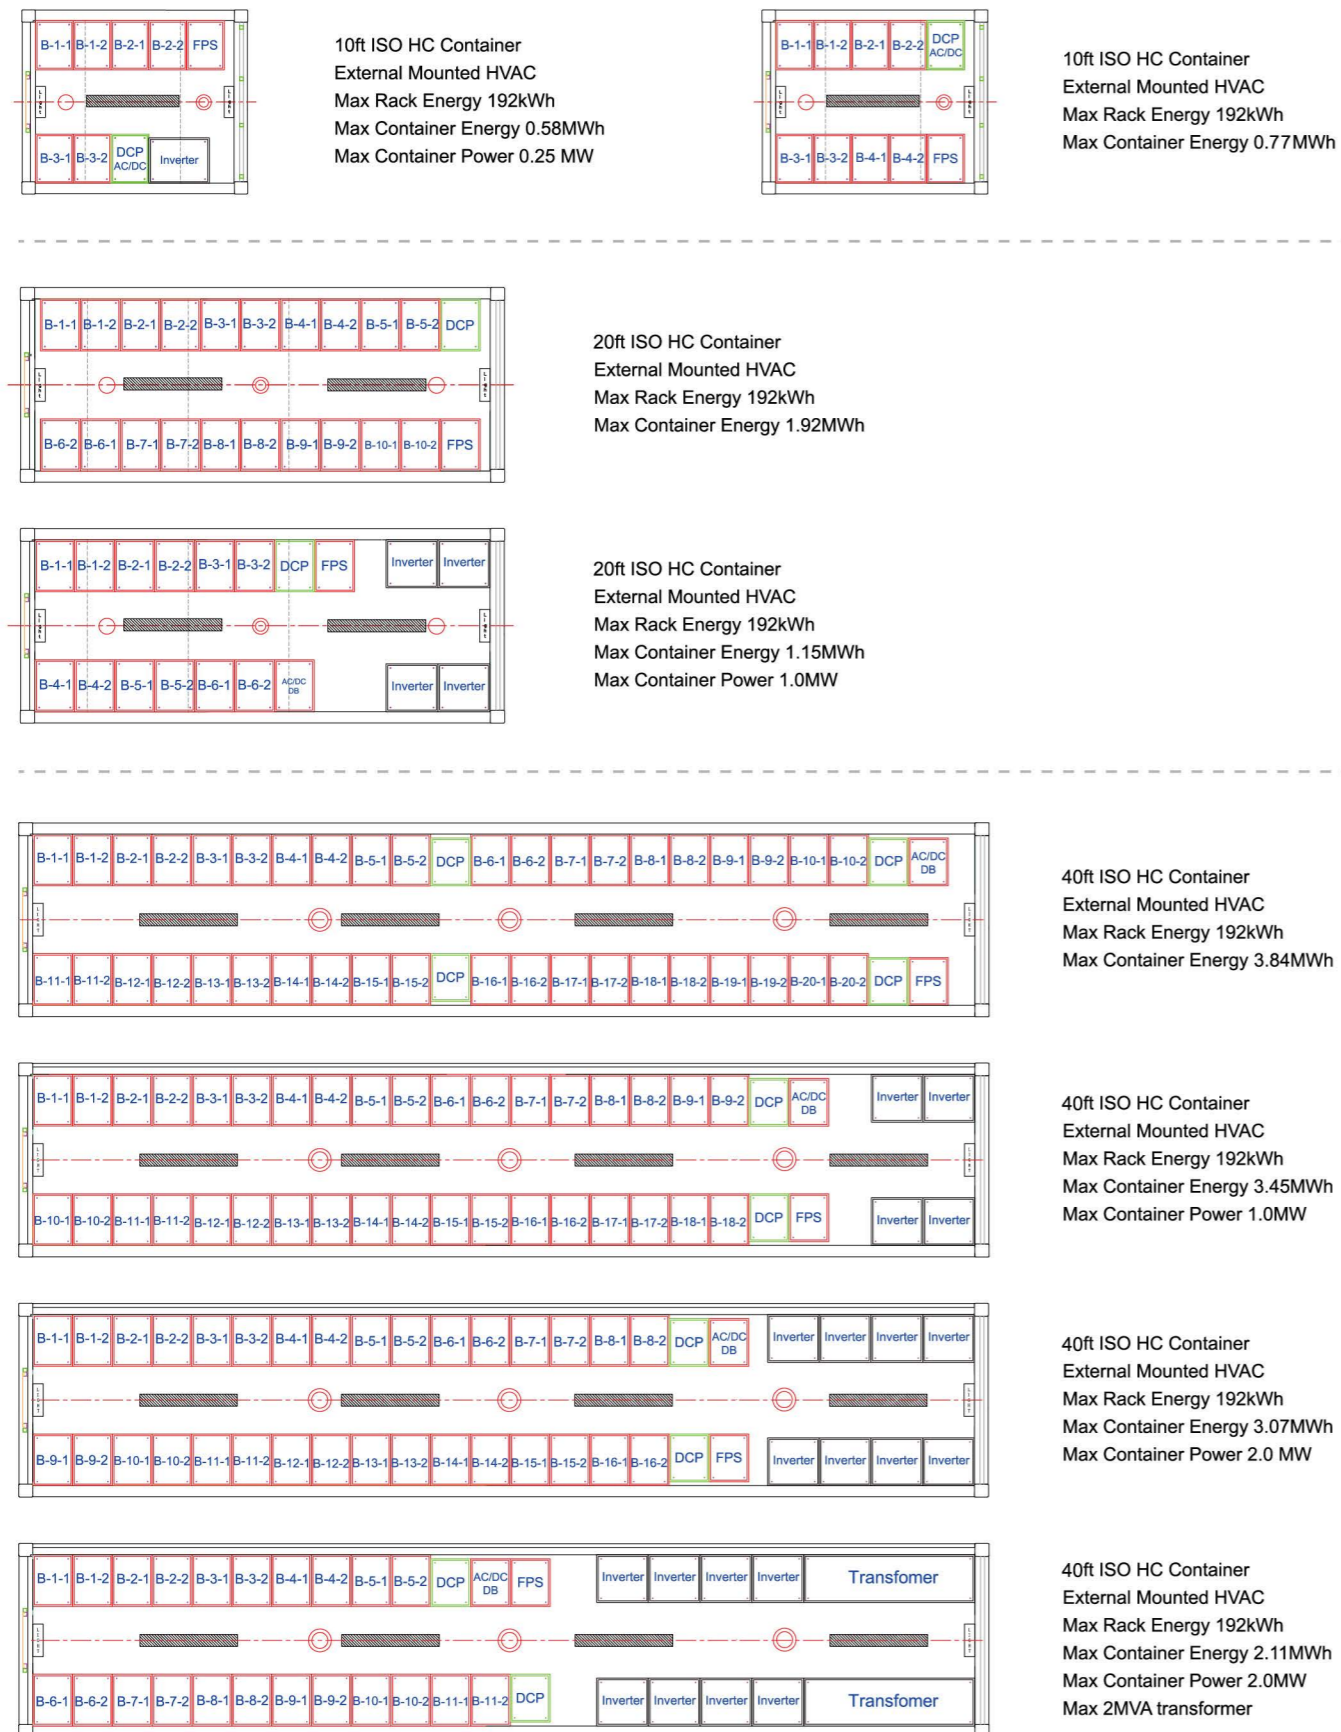 B-1-1 B-1-2 B-2-1 B-2-2 FPS
Light Light
B-3-1 B-3-2 DCP AC/DC Inverter
10ft ISO HC Container
External Mounted HVAC
Max Rack Energy 192kWh
Max Container Energy 0.58MWh
Max Container Power 0.25 MW
B-1-1 B-1-2 B-2-1 B-2-2 DCP AC/DC
Light
B-3-1 B-3-2 B-4-1 B-4-2 FPS
10ft ISO HC Container
External Mounted HVAC
Max Rack Energy 192kWh
Max Container Energy 0.77MWh
B-1-1 B-1-2 B-2-1 B-2-2 B-3-1 B-3-2 B-4-1 B-4-2 B-5-1 B-5-2 DCP
Light Light
B-6-2 B-6-1 B-7-1 B-7-2 B-8-1 B-8-2 B-9-1 B-9-2 B-10-1 B-10-2 FPS
20ft ISO HC Container
External Mounted HVAC
Max Rack Energy 192kWh
Max Container Energy 1.92MWh
B-1-1 B-1-2 B-2-1 B-2-2 B-3-1 B-3-2 DCP FPS Inverter Inverter
Light Light
B-4-1 B-4-2 B-5-1 B-5-2 B-6-1 B-6-2 AC/DC DB Inverter Inverter
20ft ISO HC Container
External Mounted HVAC
Max Rack Energy 192kWh
Max Container Energy 1.15MWh
Max Container Power 1.0MW
B-1-1 B-1-2 B-2-1 B-2-2 B-3-1 B-3-2 B-4-1 B-4-2 B-5-1 B-5-2 DCP B-6-1 B-6-2 B-7-1 B-7-2 B-8-1 B-8-2 B-9-1 B-9-2 B-10-1 B-10-2 DCP AC/DC DB
LIGHT LIGHT
B-11-1 B-11-2 B-12-1 B-12-2 B-13-1 B-13-2 B-14-1 B-14-2 B-15-1 B-15-2 DCP B-16-1 B-16-2 B-17-1 B-17-2 B-18-1 B-18-2 B-19-1 B-19-2 B-20-1 B-20-2 DCP FPS
40ft ISO HC Container
External Mounted HVAC
Max Rack Energy 192kWh
Max Container Energy 3.84MWh
B-1-1 B-1-2 B-2-1 B-2-2 B-3-1 B-3-2 B-4-1 B-4-2 B-5-1 B-5-2 B-6-1 B-6-2 B-7-1 B-7-2 B-8-1 B-8-2 B-9-1 B-9-2 DCP AC/DC DB Inverter Inverter
LIGHT LIGHT
B-10-1 B-10-2 B-11-1 B-11-2 B-12-1 B-12-2 B-13-1 B-13-2 B-14-1 B-14-2 B-15-1 B-15-2 B-16-1 B-16-2 B-17-1 B-17-2 B-18-1 B-18-2 DCP FPS Inverter Inverter
40ft ISO HC Container
External Mounted HVAC
Max Rack Energy 192kWh
Max Container Energy 3.45MWh
Max Container Power 1.0MW
B-1-1 B-1-2 B-2-1 B-2-2 B-3-1 B-3-2 B-4-1 B-4-2 B-5-1 B-5-2 B-6-1 B-6-2 B-7-1 B-7-2 B-8-1 B-8-2 DCP AC/DC DB Inverter Inverter Inverter Inverter
LIGHT LIGHT
B-9-1 B-9-2 B-10-1 B-10-2 B-11-1 B-11-2 B-12-1 B-12-2 B-13-1 B-13-2 B-14-1 B-14-2 B-15-1 B-15-2 B-16-1 B-16-2 DCP FPS Inverter Inverter Inverter Inverter
40ft ISO HC Container
External Mounted HVAC
Max Rack Energy 192kWh
Max Container Energy 3.07MWh
Max Container Power 2.0 MW
B-1-1 B-1-2 B-2-1 B-2-2 B-3-1 B-3-2 B-4-1 B-4-2 B-5-1 B-5-2 DCP AC/DC DB FPS Inverter Inverter Inverter Inverter Transfomer
LIGHT LIGHT
B-6-1 B-6-2 B-7-1 B-7-2 B-8-1 B-8-2 B-9-1 B-9-2 B-10-1 B-10-2 B-11-1 B-11-2 DCP Inverter Inverter Inverter Inverter Transfomer
40ft ISO HC Container
External Mounted HVAC
Max Rack Energy 192kWh
Max Container Energy 2.11MWh
Max Container Power 2.0MW
Max 2MVA transformer